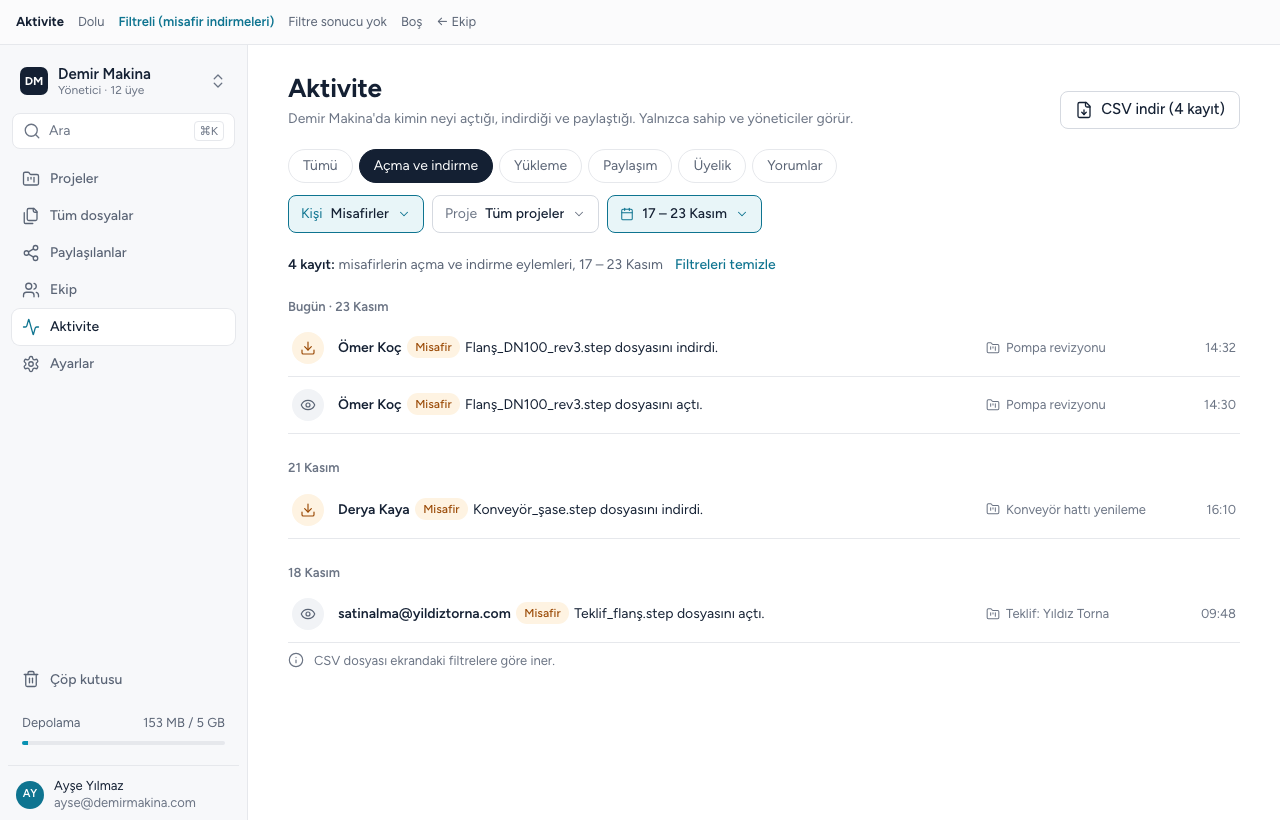 Aktivite Dolu Filtreli (misafir indirmeleri) Filtre sonucu yok Boş ← Ekip
DM
Demir Makina
Yönetici · 12 üye
Ara ⌘K
Projeler
Tüm dosyalar
Paylaşılanlar
Ekip
Aktivite
Ayarlar
Çöp kutusu
Depolama 153 MB / 5 GB
AY
Ayşe Yılmaz
ayse@demirmakina.com
Aktivite
Demir Makina'da kimin neyi açtığı, indirdiği ve paylaştığı. Yalnızca sahip ve yöneticiler görür.
CSV indir (4 kayıt)
Tümü Açma ve indirme Yükleme Paylaşım Üyelik Yorumlar
Kişi Misafirler Proje Tüm projeler 17 – 23 Kasım
4 kayıt: misafirlerin açma ve indirme eylemleri, 17 – 23 Kasım Filtreleri temizle
Bugün · 23 Kasım
Ömer Koç Misafir Flanş_DN100_rev3.step dosyasını indirdi. Pompa revizyonu 14:32
Ömer Koç Misafir Flanş_DN100_rev3.step dosyasını açtı. Pompa revizyonu 14:30
21 Kasım
Derya Kaya Misafir Konveyör_şase.step dosyasını indirdi. Konveyör hattı yenileme 16:10
18 Kasım
satinalma@yildiztorna.com Misafir Teklif_flanş.step dosyasını açtı. Teklif: Yıldız Torna 09:48
CSV dosyası ekrandaki filtrelere göre iner.